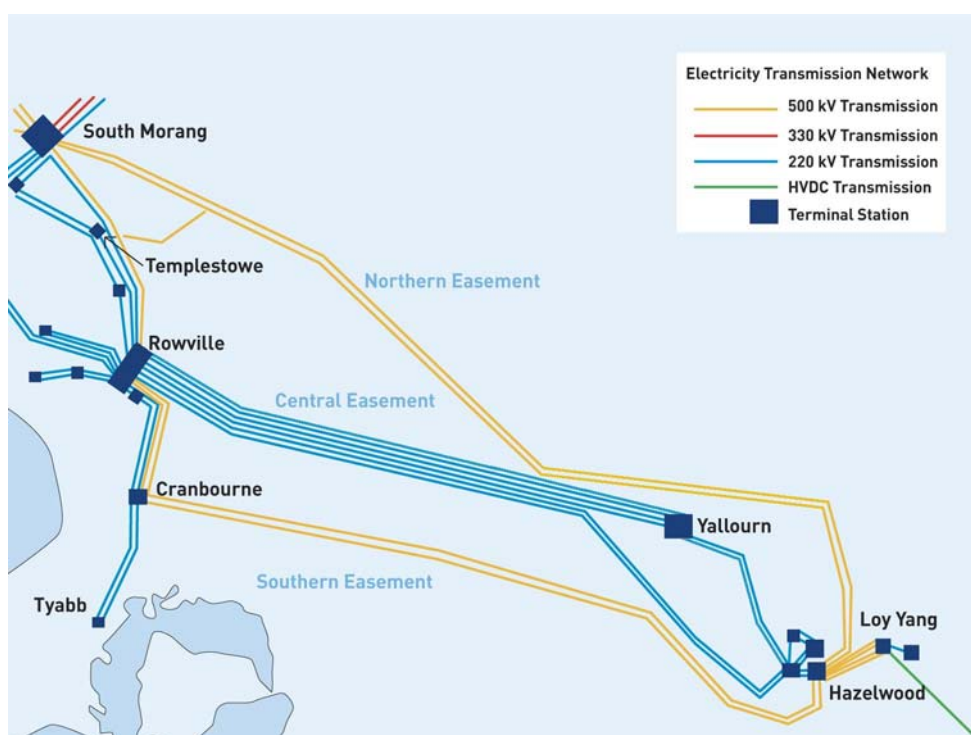 Electricity Transmission Network
500 kV Transmission
330 kV Transmission
220 kV Transmission
HVDC Transmission
Terminal Station
South Morang
Templestowe
Northern Easement
Rowville
Central Easement
Cranbourne
Yallourn
Southern Easement
Tyabb
Loy Yang
Hazelwood